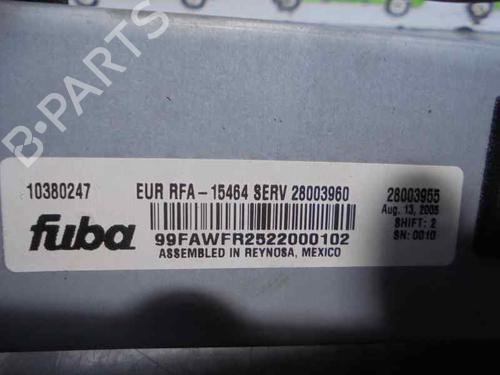 B-PARTS
10380247
EUR RFA-15464 SERV 28003960
28003955
Aug. 13, 2005
SHIFT: 2
SN: 0010
fuba
99FAWFR2522000102
ASSEMBLED IN REYNOSA, MEXICO